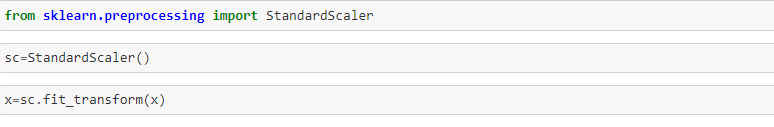 from sklearn.preprocessing import StandardScaler
sc=StandardScaler()
x=sc.fit_transform(x)